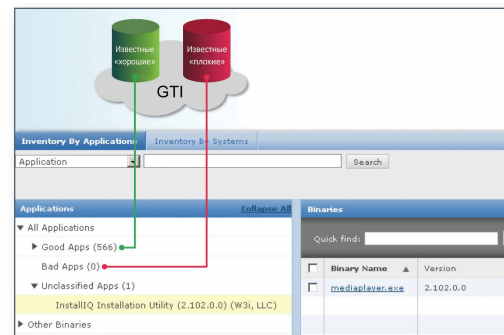 Известные
«хорошие»
Известные
«плохие»
GTI
Inventory By Applications
Inventory By Systems
Application
Search
Applications
Collapse All
Binaries
All Applications
Quick find:
Good Apps (566)
Bad Apps (0)
Binary Name
Version
Unclassified Apps (1)
mediaplayer.exe
2.102.0.0
InstallIQ Installation Utility (2.102.0.0) (W3i, LLC)
Other Binaries